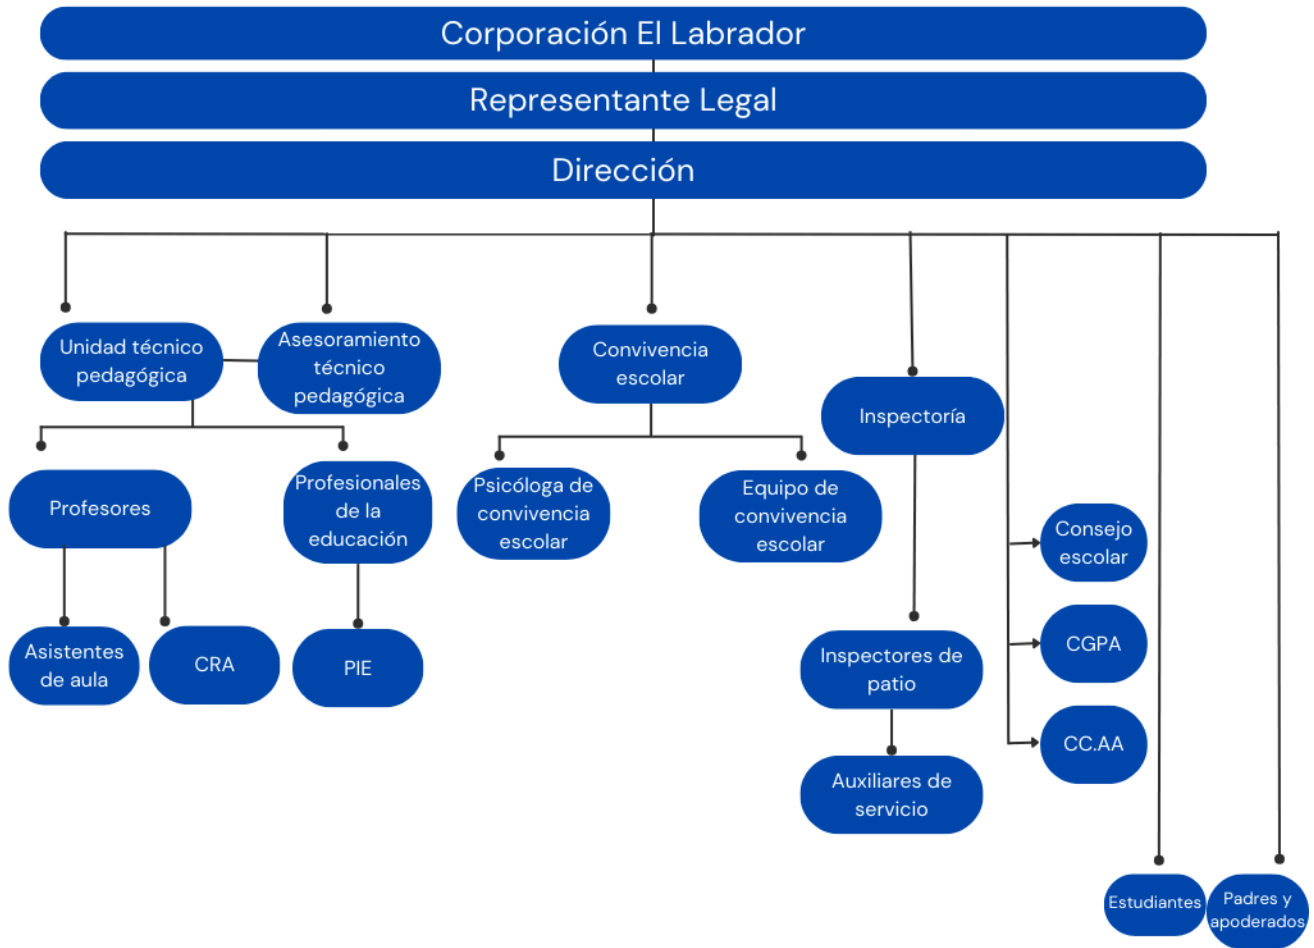 Corporación El Labrador
Representante Legal
Dirección
Unidad técnico
pedagógica
Asesoramiento
técnico
pedagógica
Convivencia
escolar
Inspectoría
Profesores
Profesionales
de la
educación
Psicóloga de
convivencia
escolar
Equipo de
convivencia
escolar
Consejo
escolar
Asistentes
de aula
CRA
PIE
Inspectores de
patio
CGPA
CC.AA
Auxiliares de
servicio
Estudiantes
Padres y
apoderados